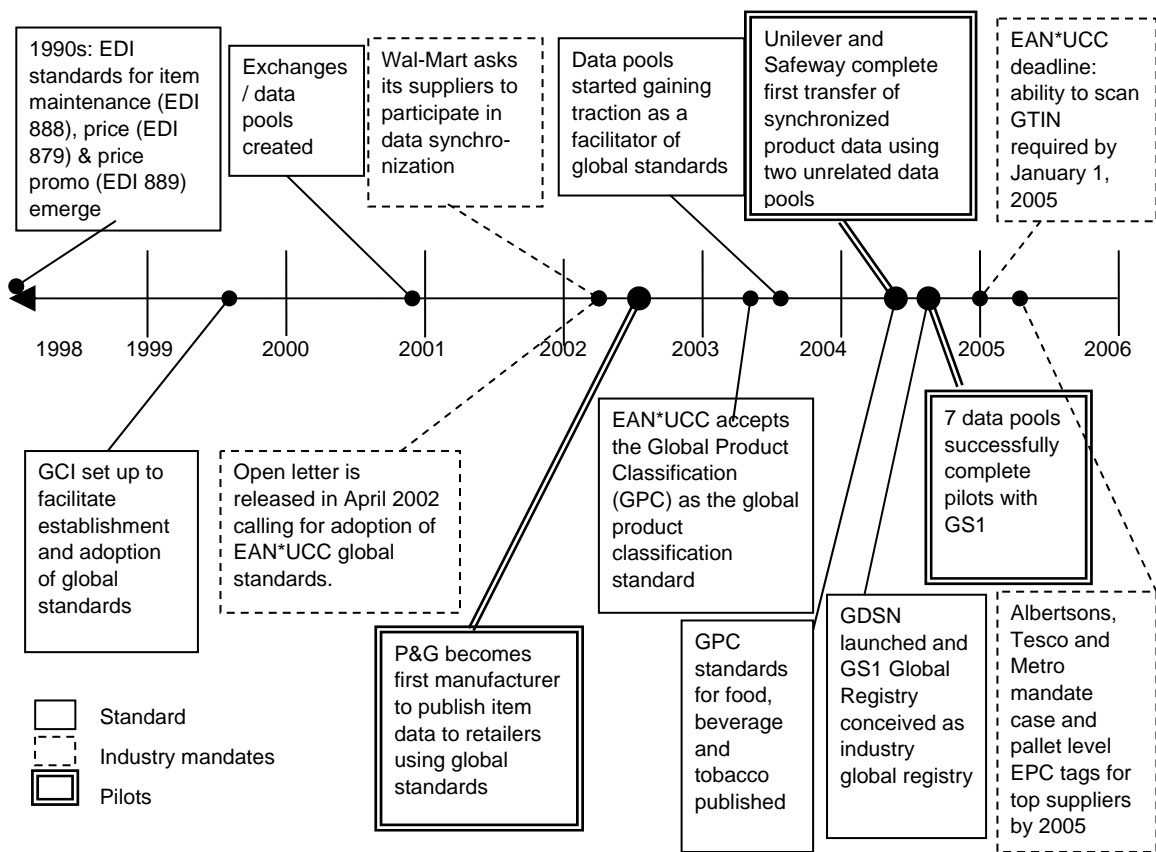 1990s: EDI
standards for item
maintenance (EDI
888), price (EDI
879) & price
promo (EDI 889)
emerge
Exchanges
/ data
pools
created
Wal-Mart asks
its suppliers to
participate in
data synchro-
nization
Data pools
started gaining
traction as a
facilitator of
global standards
Unilever and
Safeway complete
first transfer of
synchronized
product data using
two unrelated data
pools
EAN*UCC
deadline:
ability to scan
GTIN
required by
January 1,
2005
1998 1999 2000 2001 2002 2003 2004 2005 2006
GCI set up to
facilitate
establishment
and adoption
of global
standards
Open letter is
released in April 2002
calling for adoption of
EAN*UCC global
standards.
P&G becomes
first manufacturer
to publish item
data to retailers
using global
standards
EAN*UCC accepts
the Global Product
Classification
(GPC) as the global
product
classification
standard
GPC
standards
for food,
beverage
and
tobacco
published
GDSN
launched and
GS1 Global
Registry
conceived as
industry
global registry
7 data pools
successfully
complete
pilots with
GS1
Albertsons,
Tesco and
Metro
mandate
case and
pallet level
EPC tags for
top suppliers
by 2005
Standard
Industry mandates
Pilots